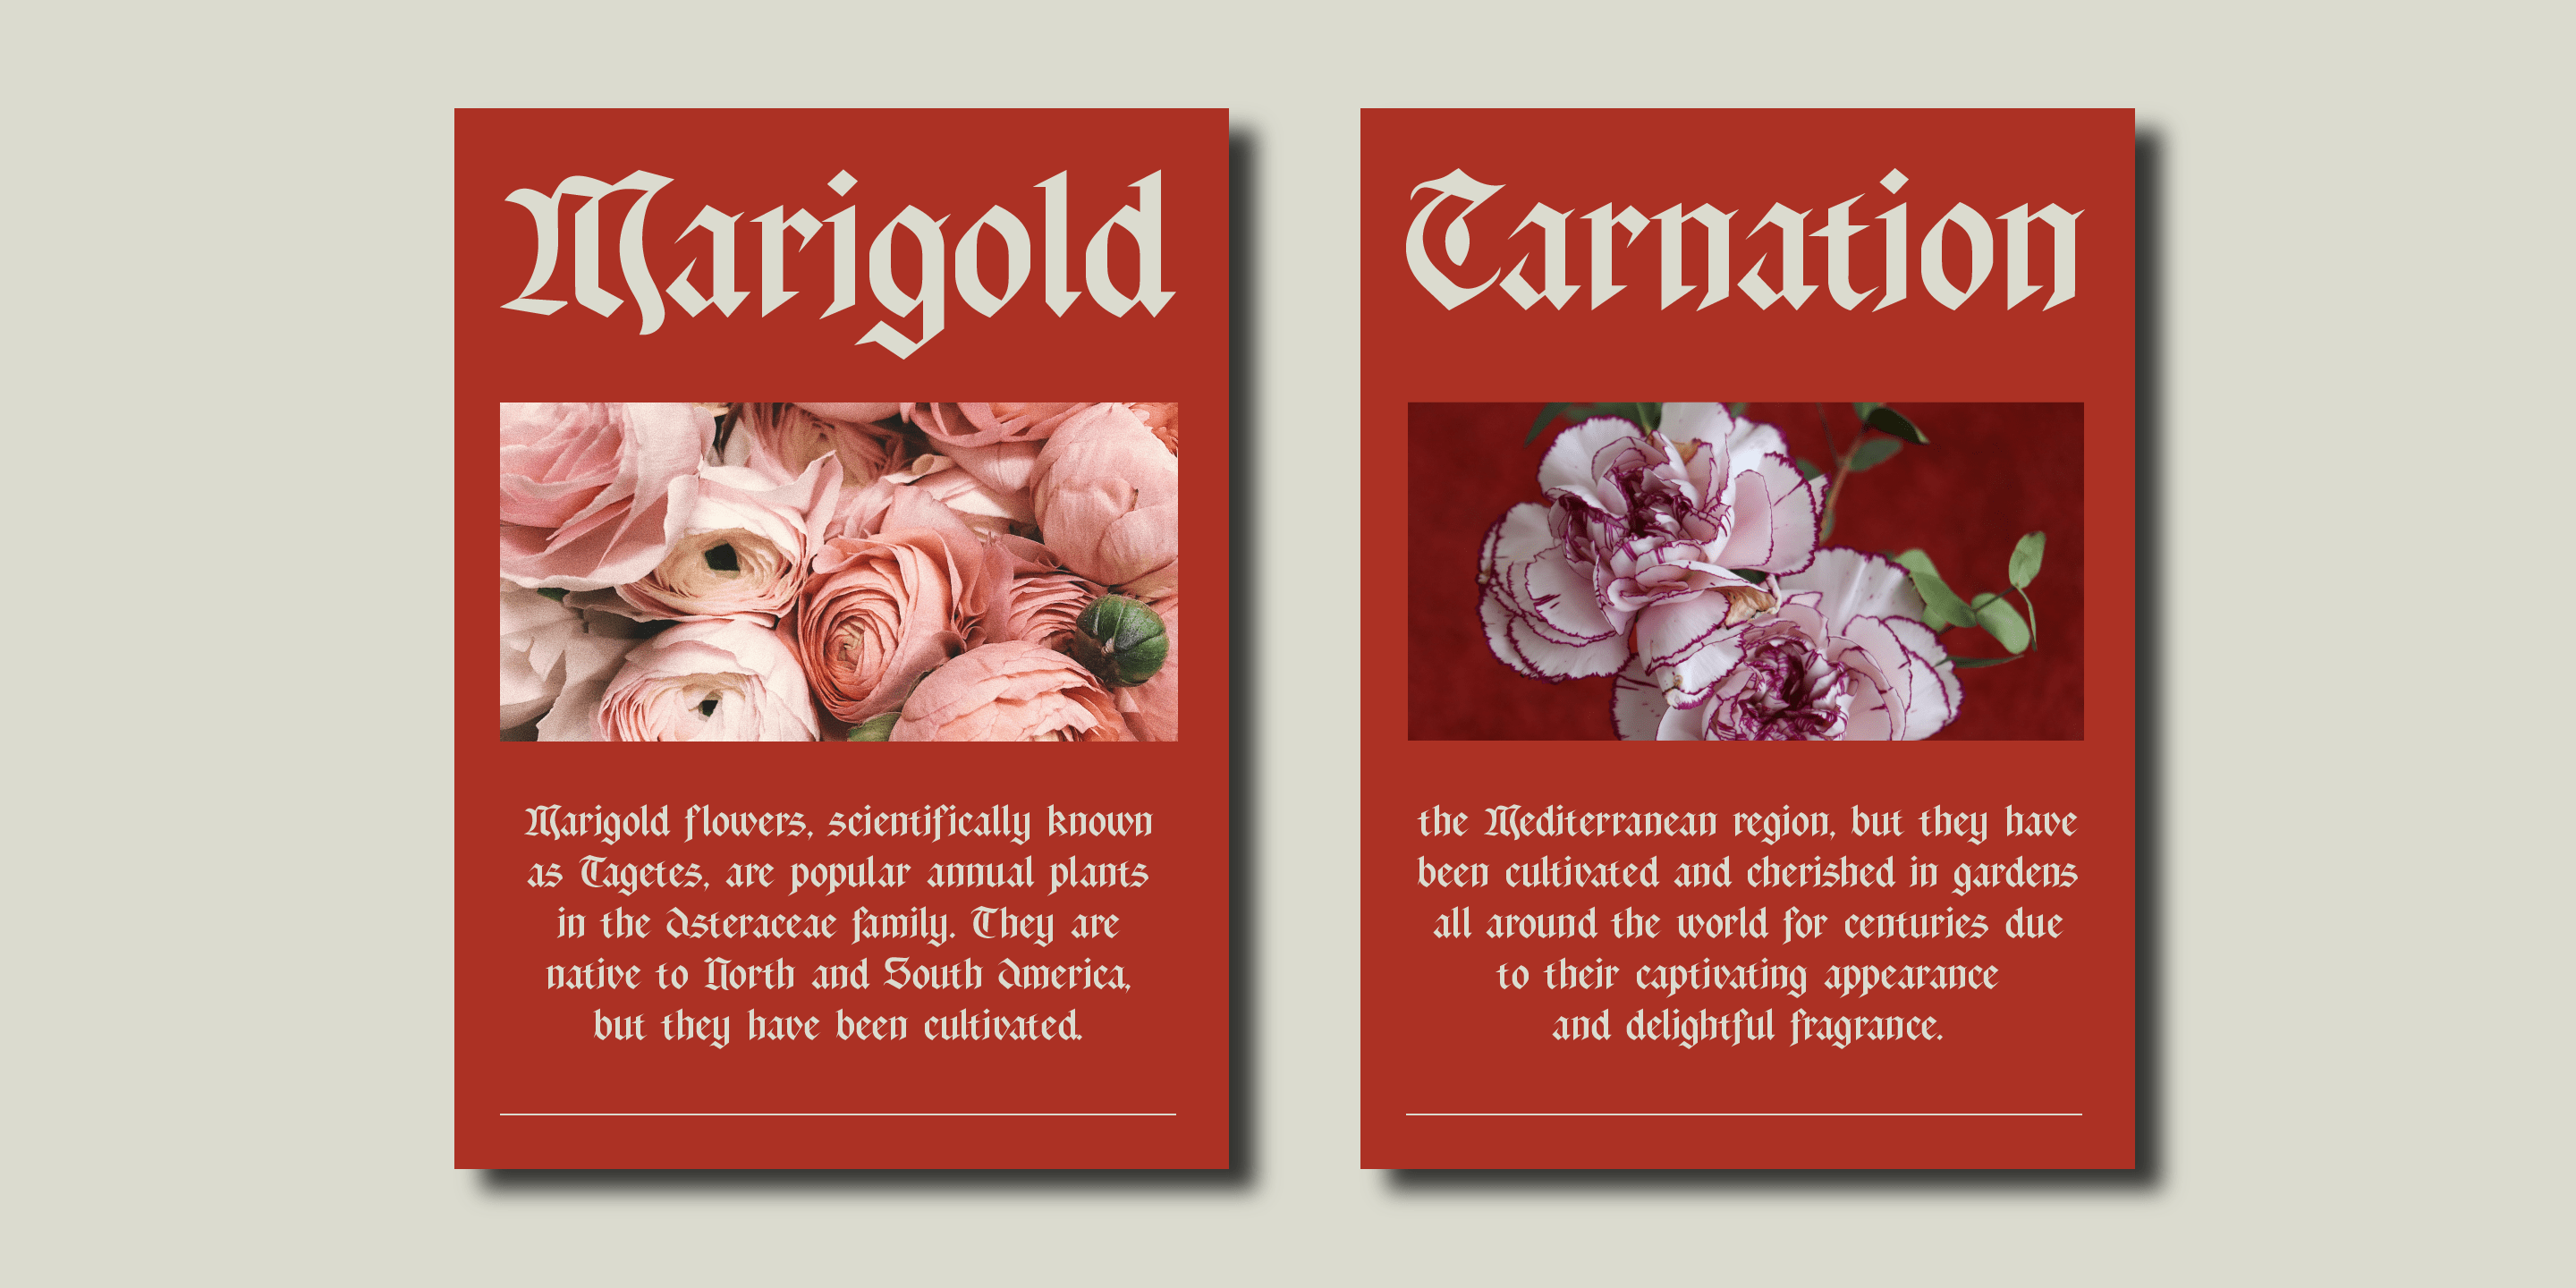 Marigold
Marigold flowers, scientifically known
as Tagetes, are popular annual plants
in the Asteraceae family. They are
native to North and South America,
but they have been cultivated.
Carnation
the Mediterranean region, but they have
been cultivated and cherished in gardens
all around the world for centuries due
to their captivating appearance
and delightful fragrance.